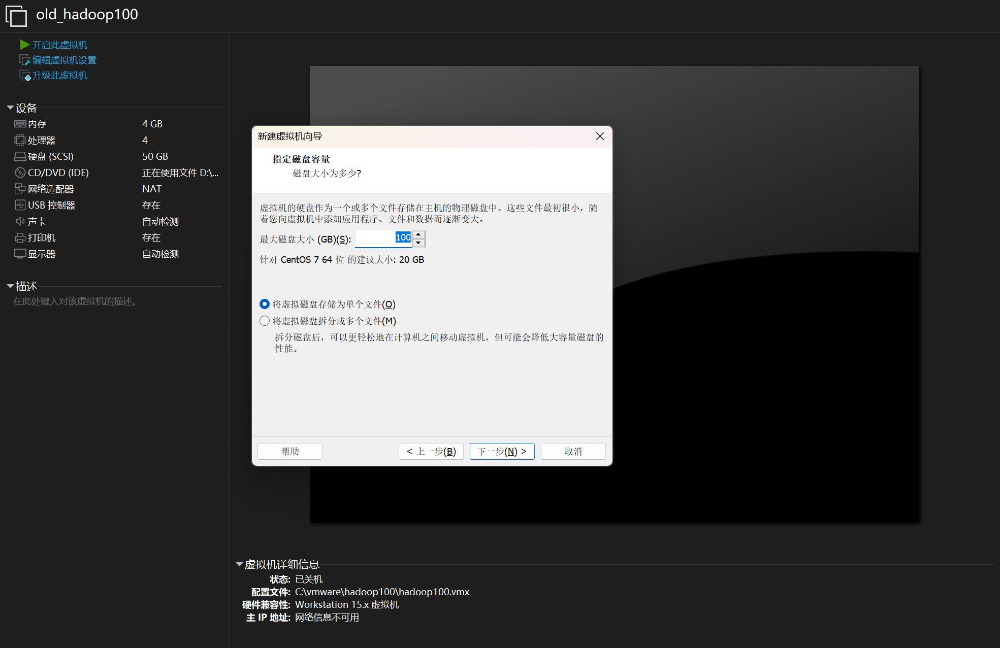 old_hadoop100
开启此虚拟机
编辑虚拟机设置
升级此虚拟机
设备
内存 4 GB
处理器 4
硬盘 (SCSI) 50 GB
CD/DVD (IDE) 正在使用文件 D:\...
网络适配器 NAT
USB 控制器 存在
声卡 自动检测
打印机 存在
显示器 自动检测
描述
在此处键入对该虚拟机的描述。
新建虚拟机向导
指定磁盘容量
磁盘大小为多少?
虚拟机的硬盘作为一个或多个文件存储在主机的物理磁盘中。这些文件最初很小，随
着您向虚拟机中添加应用程序、文件和数据而逐渐变大。
最大磁盘大小 (GB)(S): 100
针对 CentOS 7 64 位 的建议大小: 20 GB
将虚拟磁盘存储为单个文件(O)
将虚拟磁盘拆分成多个文件(M)
拆分磁盘后，可以更轻松地在计算机之间移动虚拟机，但可能会降低大容量磁盘的
性能。
帮助 < 上一步(B) 下一步(N) > 取消
虚拟机详细信息
状态: 已关机
配置文件: C:\vmware\hadoop100\hadoop100.vmx
硬件兼容性: Workstation 15.x 虚拟机
主 IP 地址: 网络信息不可用